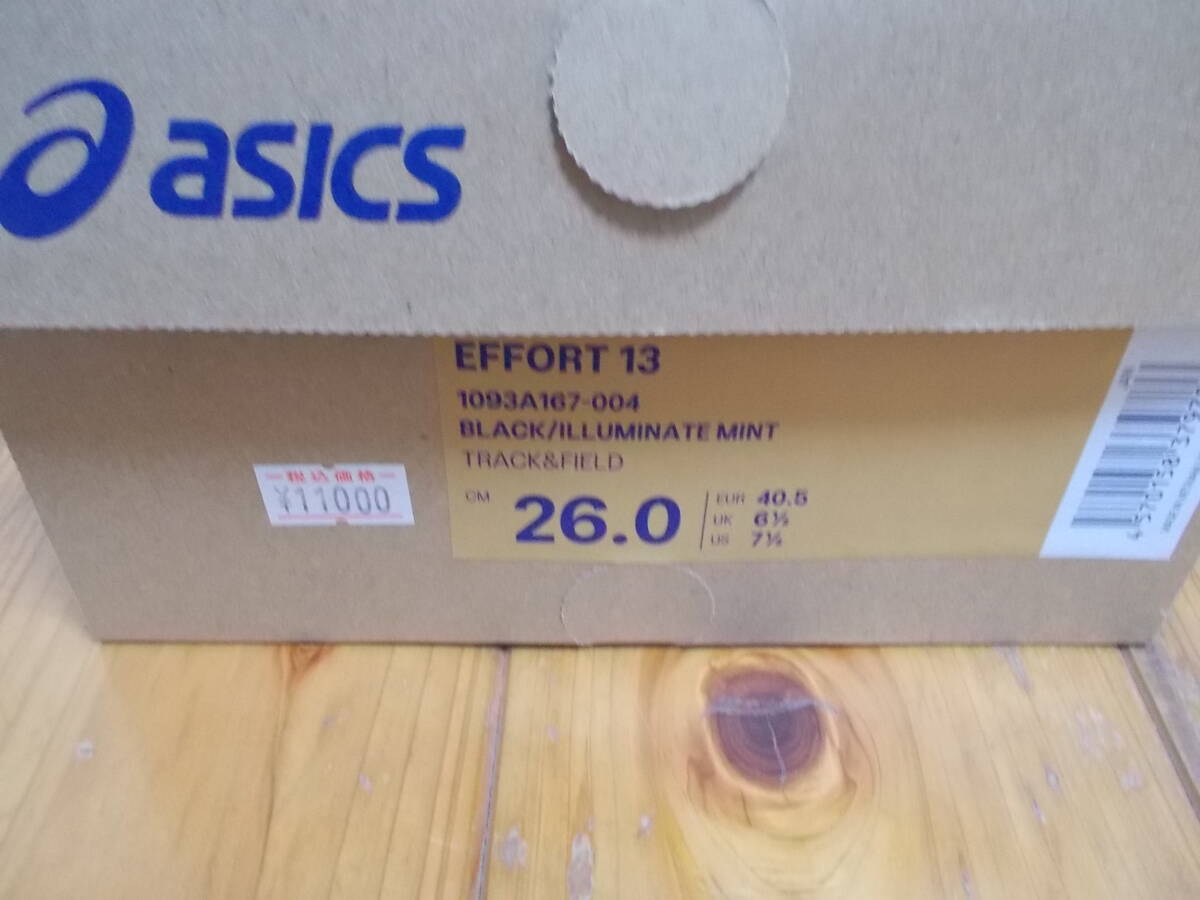 asics
EFFORT 13
1093A167-004
BLACK/ILLUMINATE MINT
TRACK&FIELD
税込価格
¥11000
CM 26.0
EUR 40.5
UK 6½
US 7½